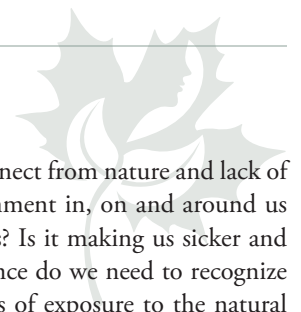 nect from nature and lack of
nment in, on and around us
s? Is it making us sicker and
nce do we need to recognize
s of exposure to the natural